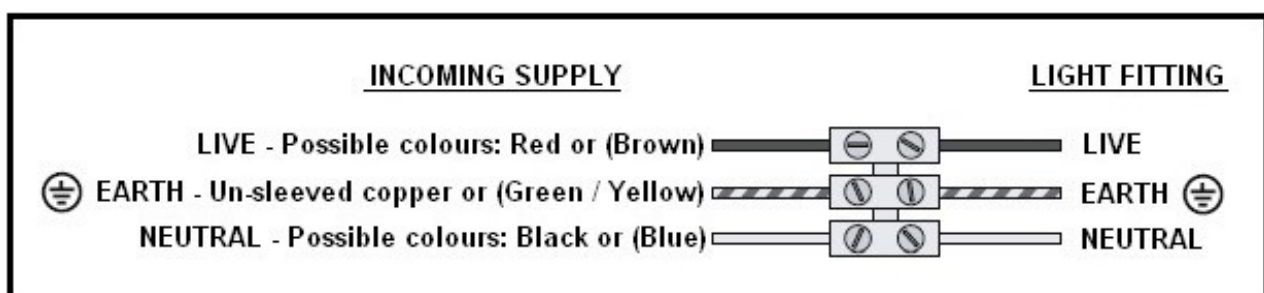 INCOMING SUPPLY LIGHT FITTING
LIVE - Possible colours: Red or (Brown) LIVE
EARTH - Un-sleeved copper or (Green / Yellow) EARTH
NEUTRAL - Possible colours: Black or (Blue) NEUTRAL